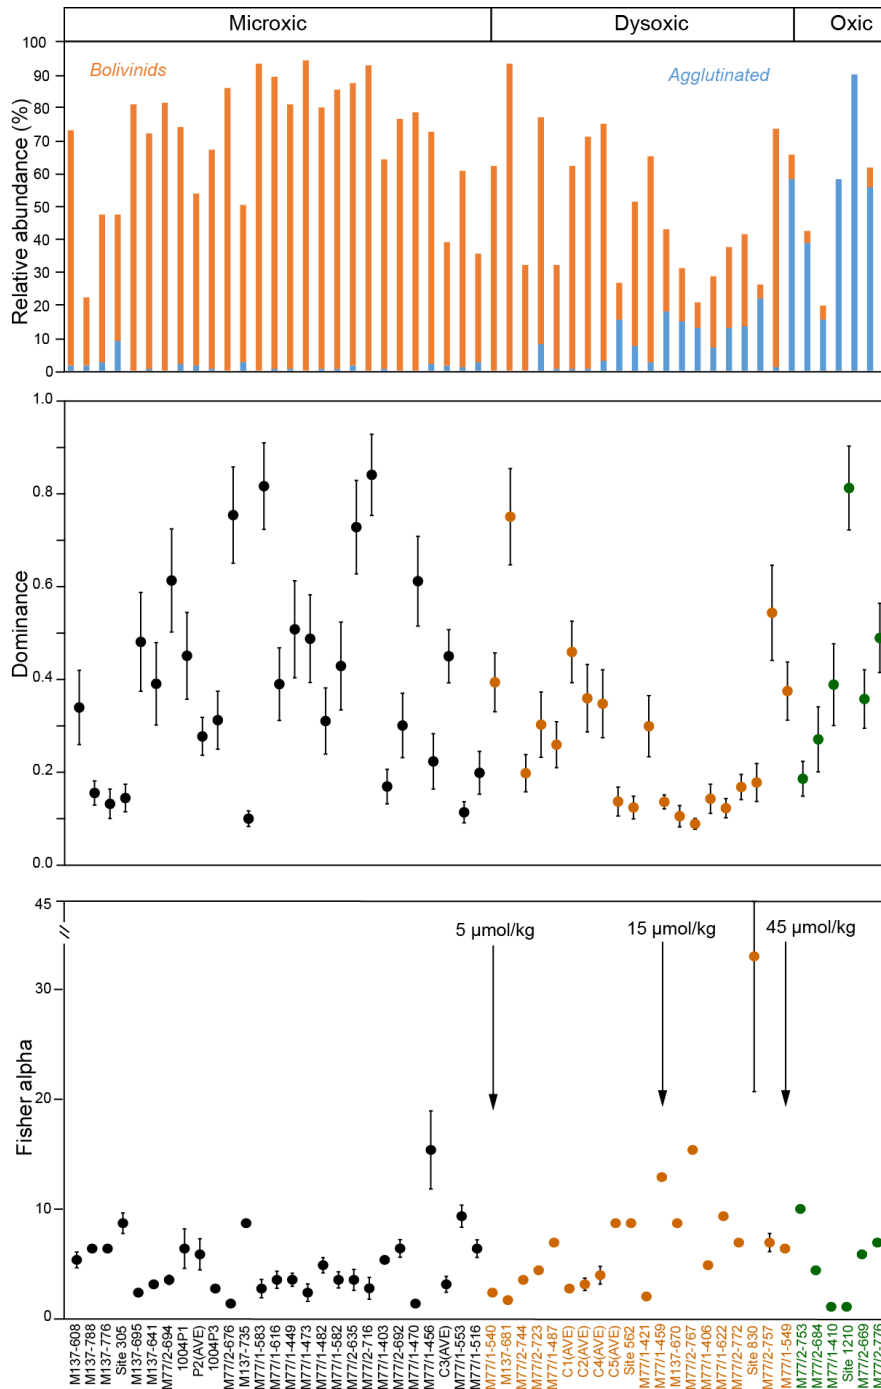 Microxic Dysoxic Oxic
100
90
80
70
60
50
40
30
20
10
0
Relative abundance (%)
Bolivinids
Agglutinated
1.0
0.8
0.6
0.4
0.2
0.0
Dominance
45
//
30
20
10
0
Fisher alpha
5 µmol/kg 15 µmol/kg 45 µmol/kg
M137-608
M137-788
M137-776
Site 305
M137-695
M137-641
M77/2-694
1004P1
P2(AVE)
1004P3
M77/2-676
M137-735
M77/1-583
M77/1-616
M77/1-449
M77/1-473
M77/1-482
M77/1-582
M77/2-635
M77/2-716
M77/1-403
M77/2-692
M77/1-470
M77/1-456
C3(AVE)
M77/1-553
M77/1-516
M77/1-540
M137-681
M77/2-744
M77/2-723
M77/1-487
C1(AVE)
C2(AVE)
C4(AVE)
C5(AVE)
Site 562
M77/1-421
M77/1-459
M137-670
M77/2-767
M77/1-406
M77/1-622
M77/2-772
Site 830
M77/2-757
M77/1-549
M77/2-753
M77/2-684
M77/1-410
Site 1210
M77/2-669
M77/2-776